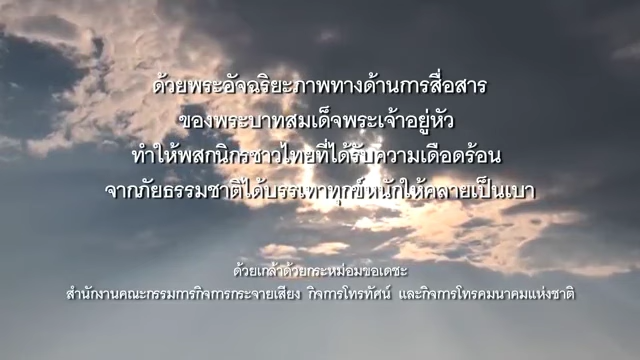 ด้วยพระอัจฉริยะภาพทางด้านการสื่อสาร
ของพระบาทสมเด็จพระเจ้าอยู่หัว
ทำให้พสกนิกรชาวไทยที่ได้รับความเดือดร้อน
จากภัยธรรมชาติได้บรรเทาทุกข์หนักให้คลายเป็นเบา
ด้วยเกล้าด้วยกระหม่อมขอเดชะ
สำนักงานคณะกรรมการกิจการกระจายเสียง กิจการโทรทัศน์ และกิจการโทรคมนาคมแห่งชาติ